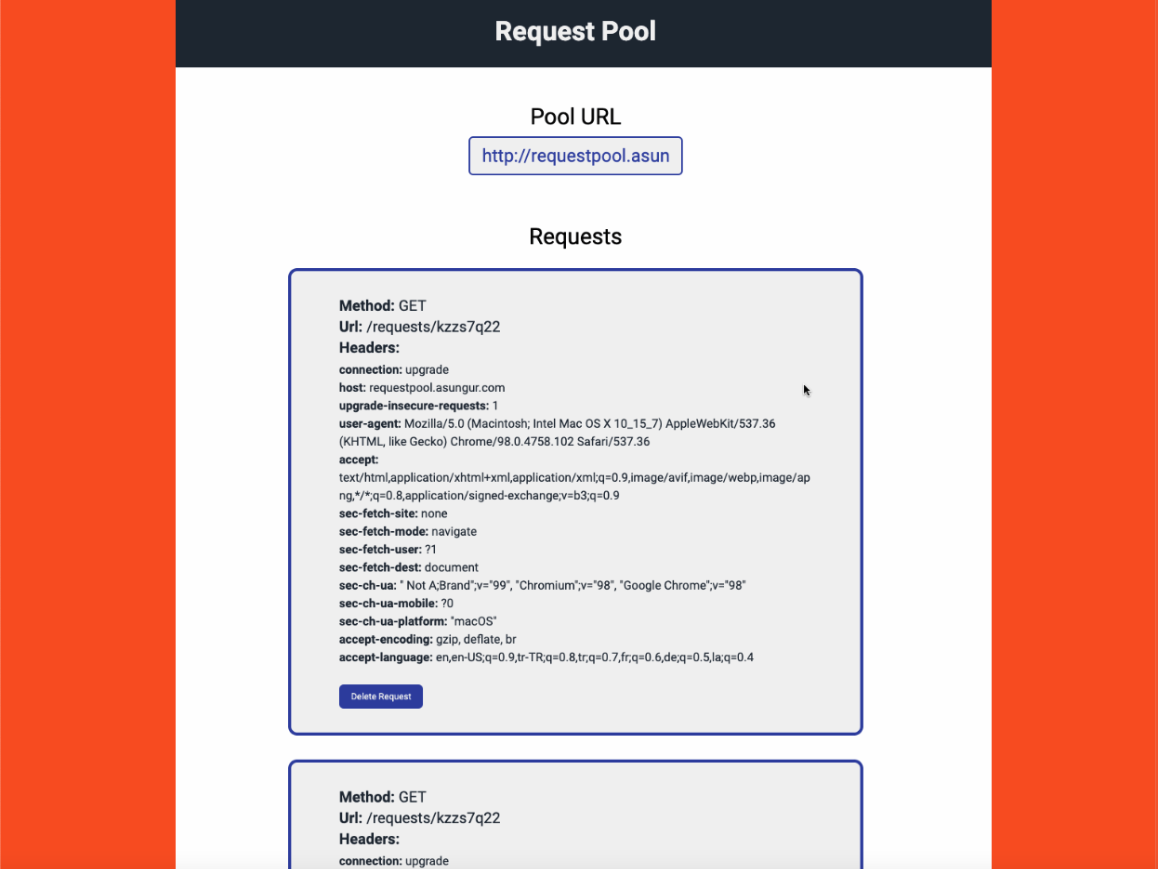 Request Pool
Pool URL
http://requestpool.asun
Requests
Method: GET
Url: /requests/kzzs7q22
Headers:
connection: upgrade
host: requestpool.asungur.com
upgrade-insecure-requests: 1
user-agent: Mozilla/5.0 (Macintosh; Intel Mac OS X 10_15_7) AppleWebKit/537.36
(KHTML, like Gecko) Chrome/98.0.4758.102 Safari/537.36
accept:
text/html,application/xhtml+xml,application/xml;q=0.9,image/avif,image/webp,image/ap
ng,*/*;q=0.8,application/signed-exchange;v=b3;q=0.9
sec-fetch-site: none
sec-fetch-mode: navigate
sec-fetch-user: ?1
sec-fetch-dest: document
sec-ch-ua: " Not A;Brand";v="99", "Chromium";v="98", "Google Chrome";v="98"
sec-ch-ua-mobile: ?0
sec-ch-ua-platform: "macOS"
accept-encoding: gzip, deflate, br
accept-language: en,en-US;q=0.9,tr-TR;q=0.8,tr;q=0.7,fr;q=0.6,de;q=0.5,la;q=0.4
Delete Request
Method: GET
Url: /requests/kzzs7q22
Headers:
connection: upgrade